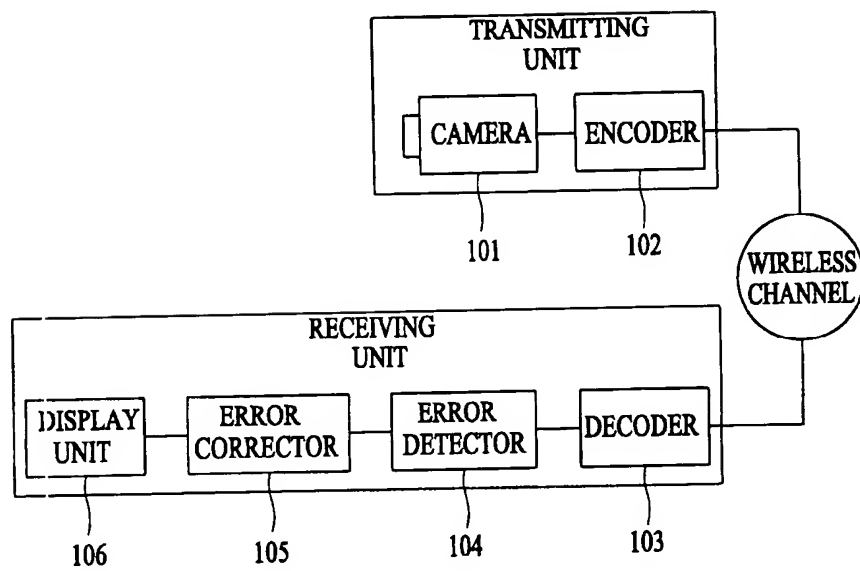 TRANSMITTING
UNIT
CAMERA
ENCODER
101
102
WIRELESS
CHANNEL
RECEIVING
UNIT
DISPLAY
UNIT
ERROR
CORRECTOR
ERROR
DETECTOR
DECODER
106
105
104
103